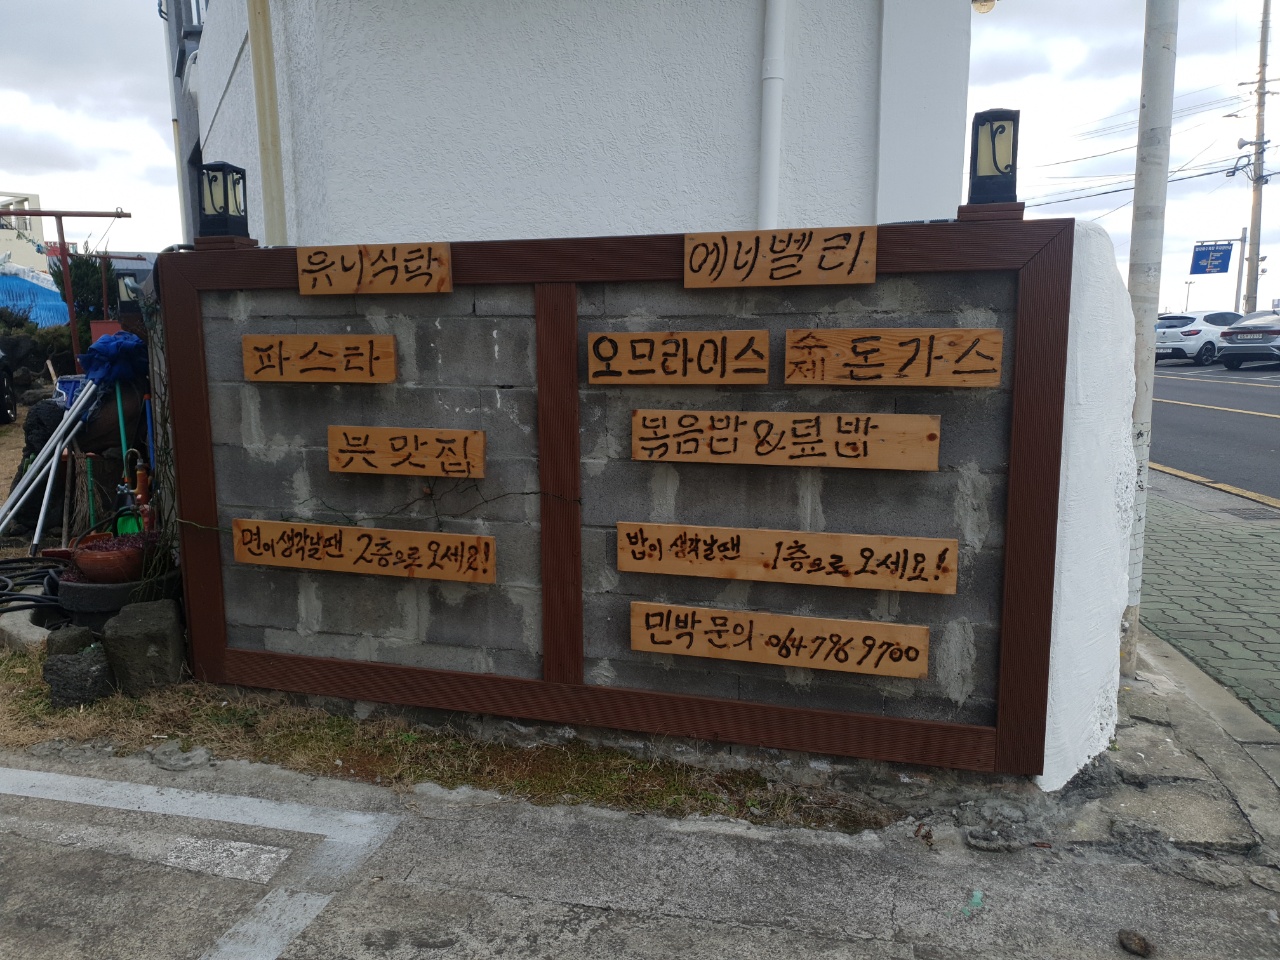 유니식탁
파스타
뷰맛집
면이생각날땐 2층으로 오세요!
에너벨리
오므라이스
수제 돈가스
볶음밥&덮밥
밥이 생각날땐 1층으로 오세요!
민박 문의 064 796 9700